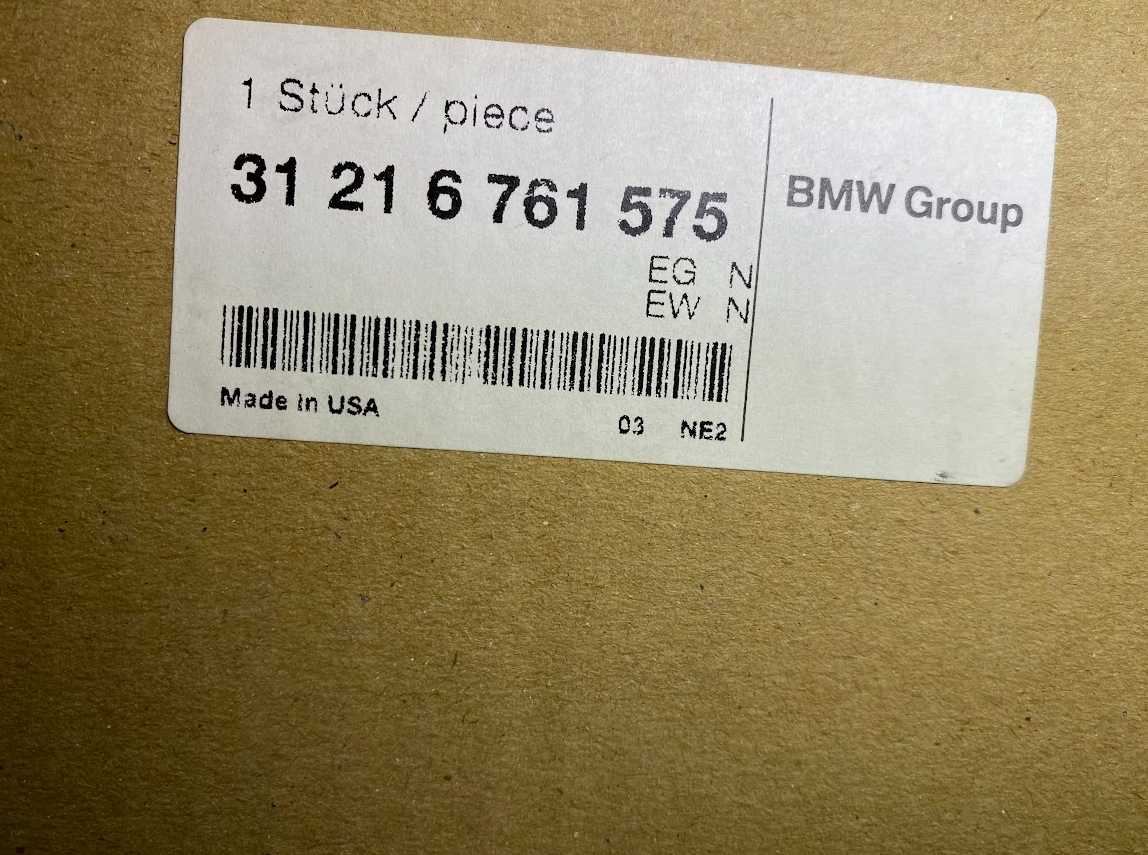 1 Stück / piece
31 21 6 761 575
EG N
EW N
Made in USA
03 NE2
BMW Group